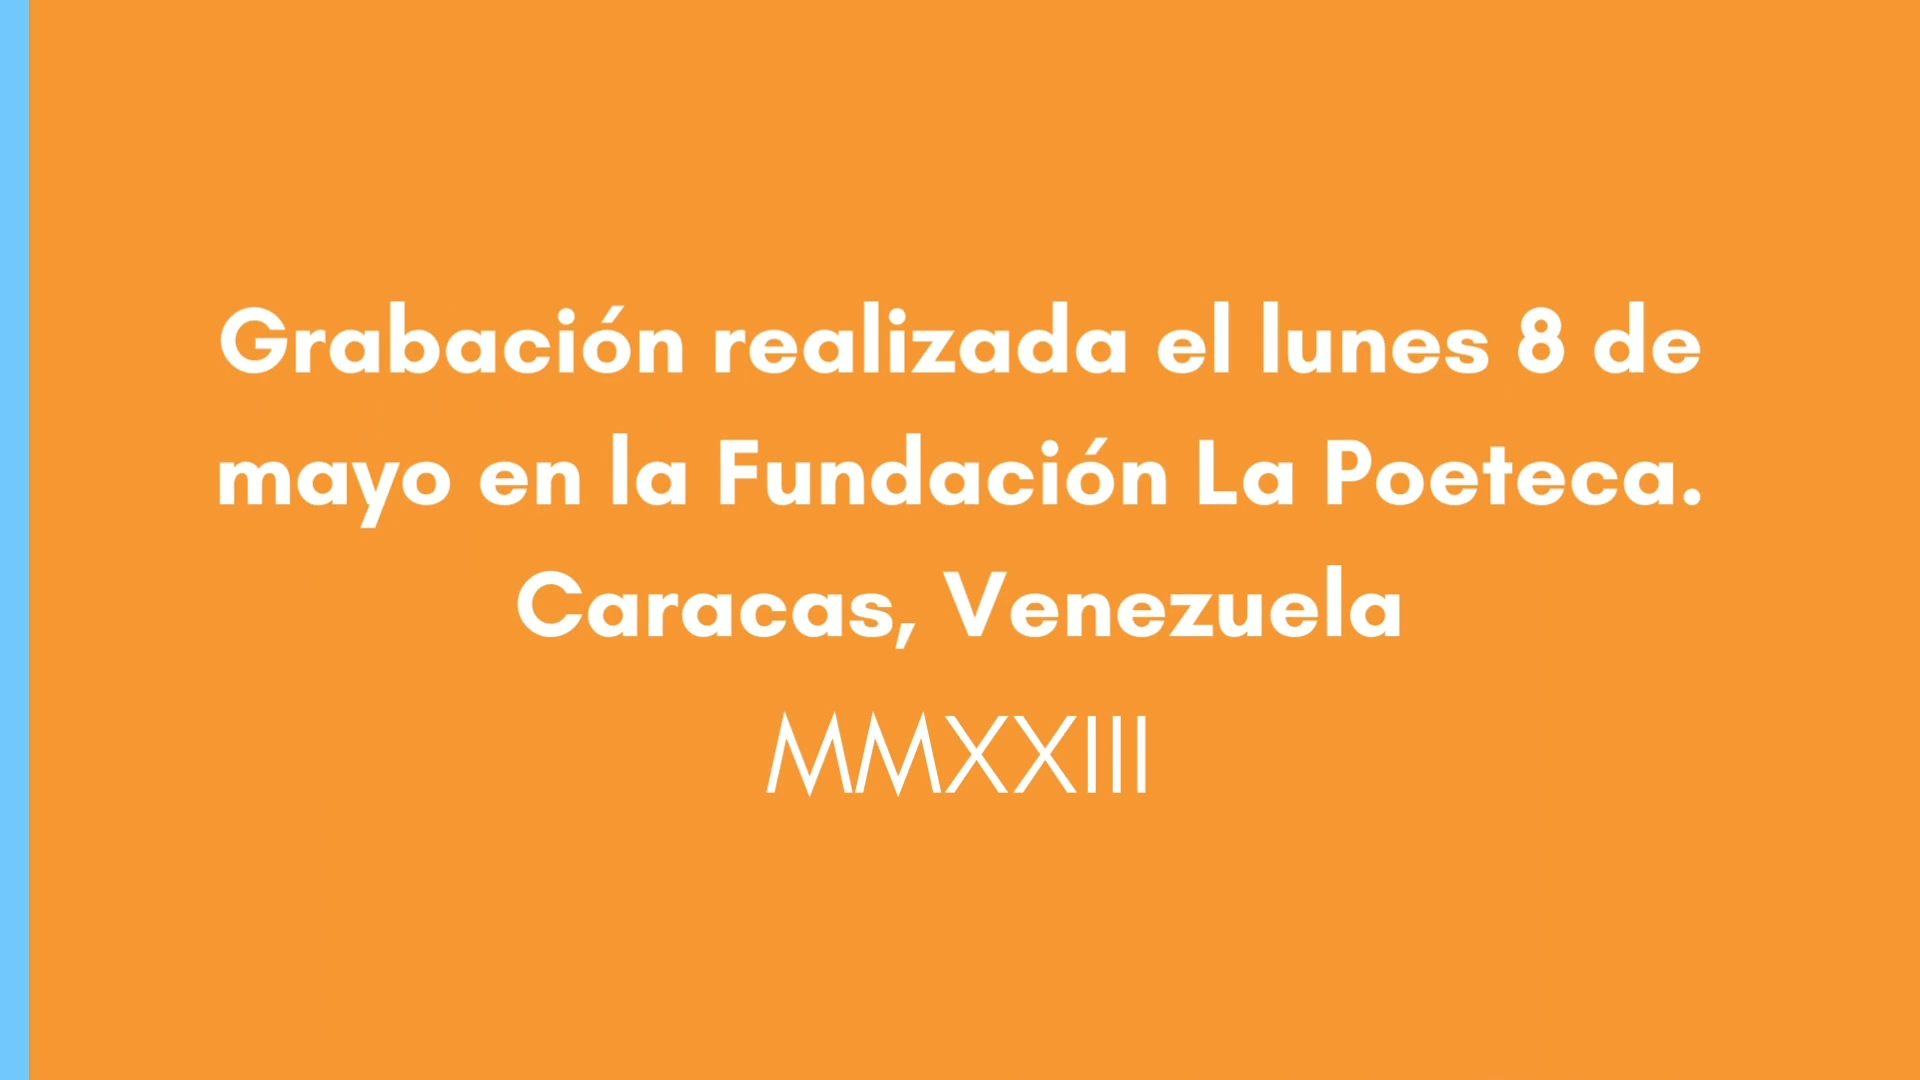 Grabación realizada el lunes 8 de
mayo en la Fundación La Poeteca.
Caracas, Venezuela
MMXXIII